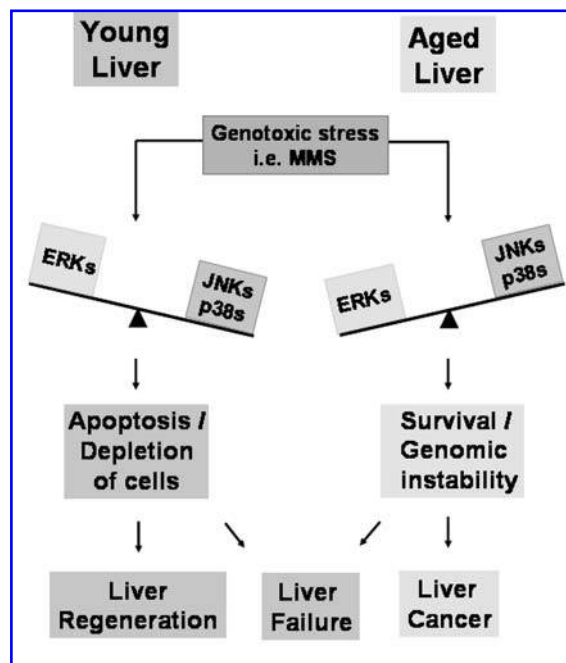 Young
Liver
Aged
Liver
Genotoxic stress
i.e. MMS
ERKs
JNKs
p38s
ERKs
JNKs
p38s
Apoptosis /
Depletion
of cells
Survival /
Genomic
instability
Liver
Regeneration
Liver
Failure
Liver
Cancer